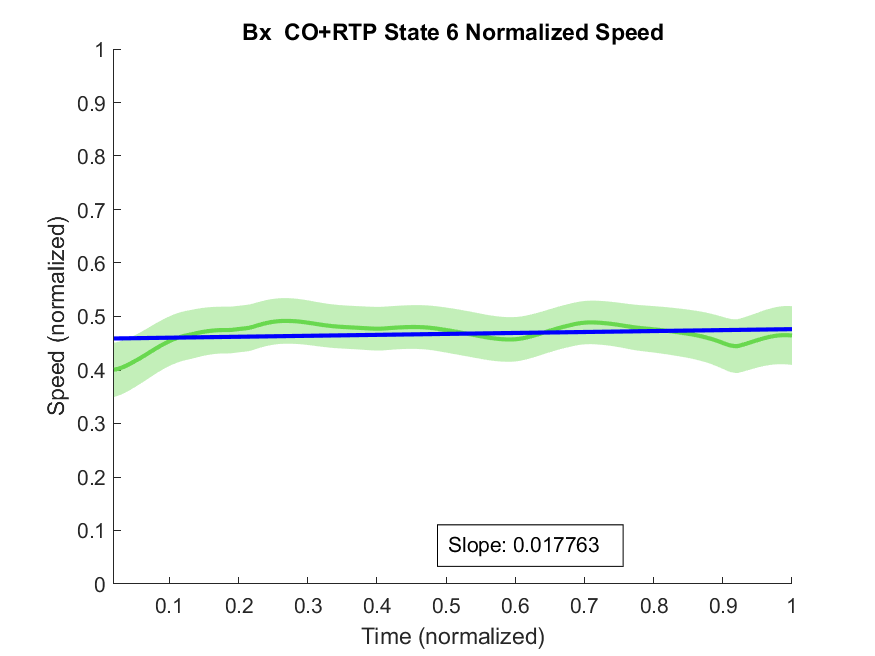 Bx  CO+RTP State 6 Normalized Speed
1
0.9
0.8
0.7
0.6
0.5
0.4
0.3
0.2
0.1
0
Speed (normalized)
Slope: 0.017763
0.1 0.2 0.3 0.4 0.5 0.6 0.7 0.8 0.9 1
Time (normalized)